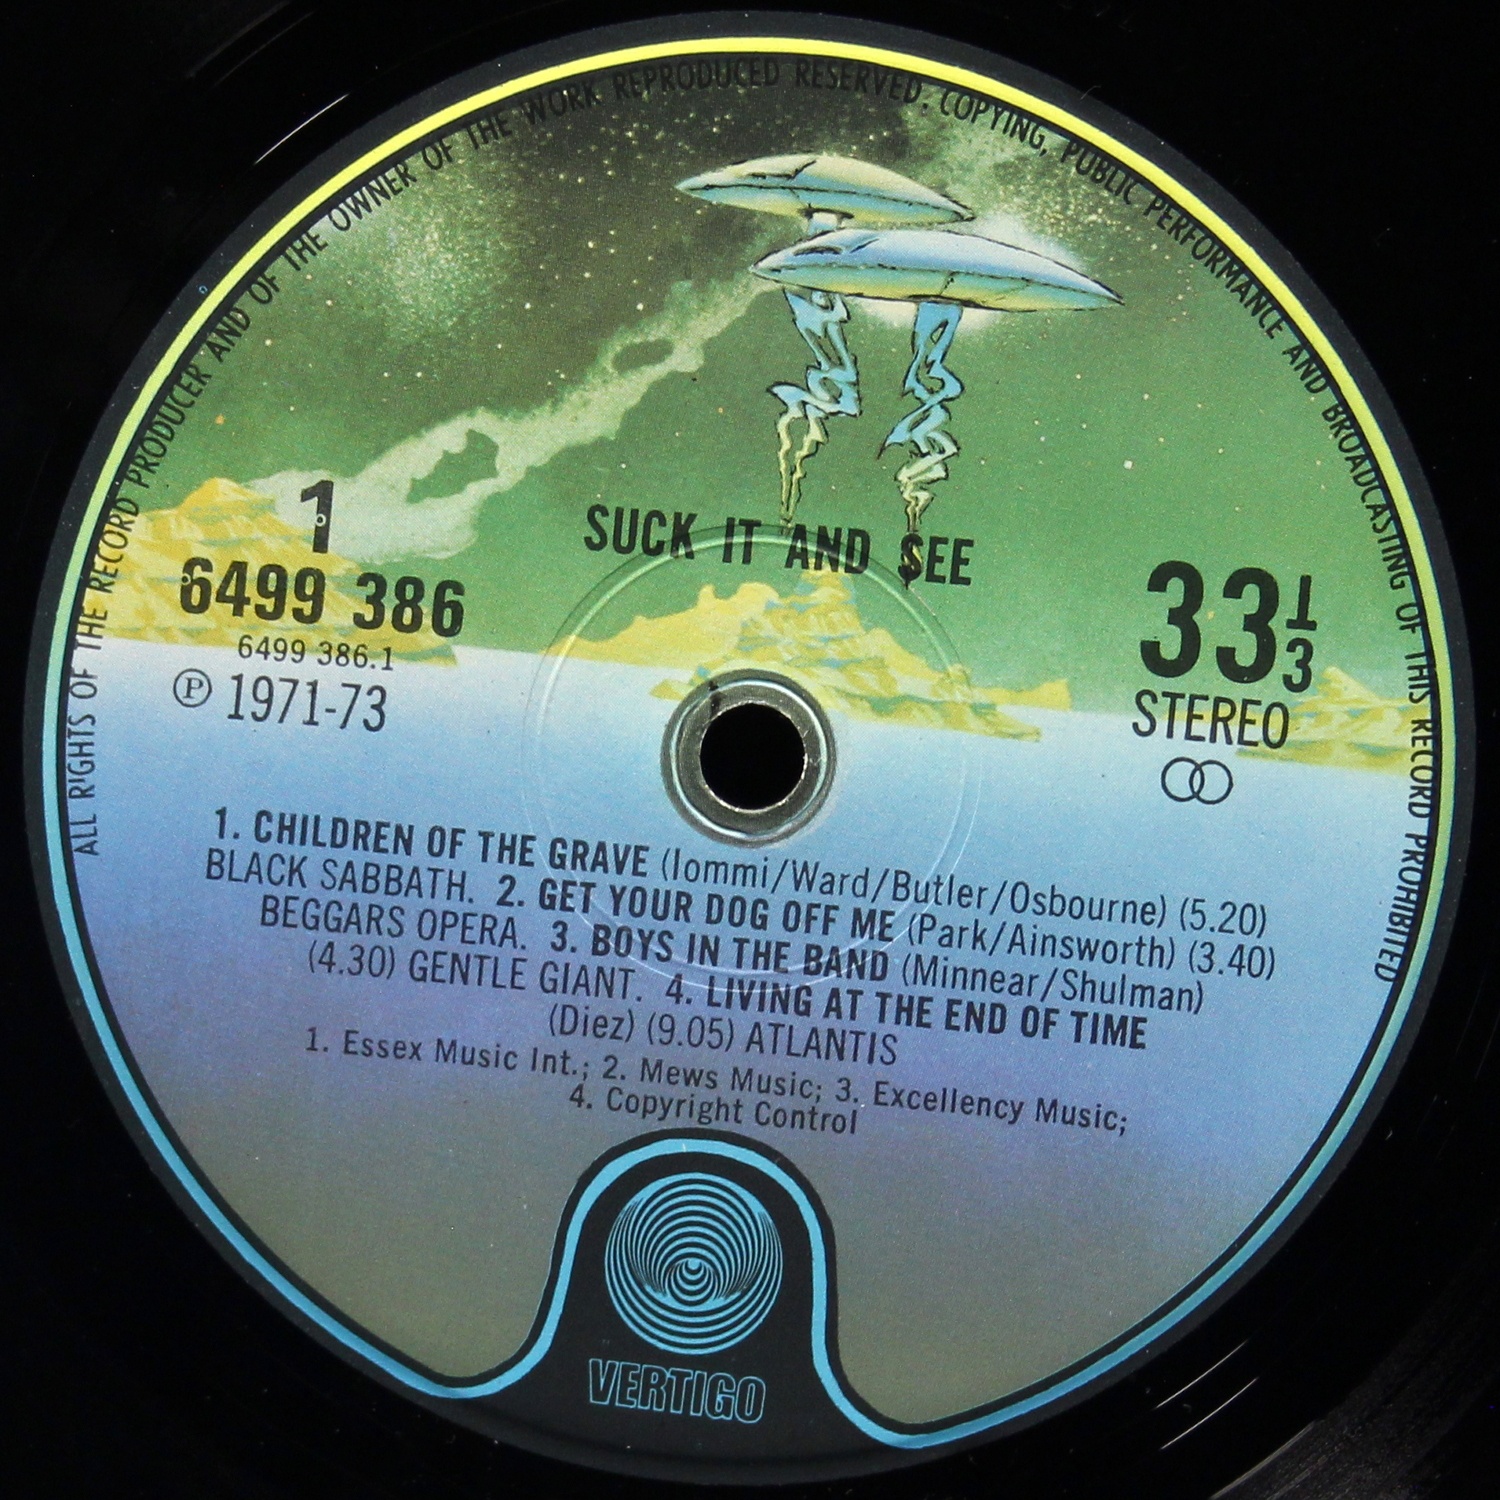 ALL RIGHTS OF THE RECORD PRODUCER AND OF THE OWNER OF THE WORK REPRODUCED RESERVED. COPYING, PUBLIC PERFORMANCE AND BROADCASTING OF THIS RECORD PROHIBITED
SUCK IT AND SEE
1
6499 386
6499 386.1
℗ 1971-73
33 1/3
STEREO
1. CHILDREN OF THE GRAVE (Iommi/Ward/Butler/Osbourne) (5.20)
BLACK SABBATH. 2. GET YOUR DOG OFF ME (Park/Ainsworth) (3.40)
BEGGARS OPERA. 3. BOYS IN THE BAND (Minnear/Shulman)
(4.30) GENTLE GIANT. 4. LIVING AT THE END OF TIME
(Diez) (9.05) ATLANTIS
1. Essex Music Int.; 2. Mews Music; 3. Excellency Music;
4. Copyright Control
VERTIGO